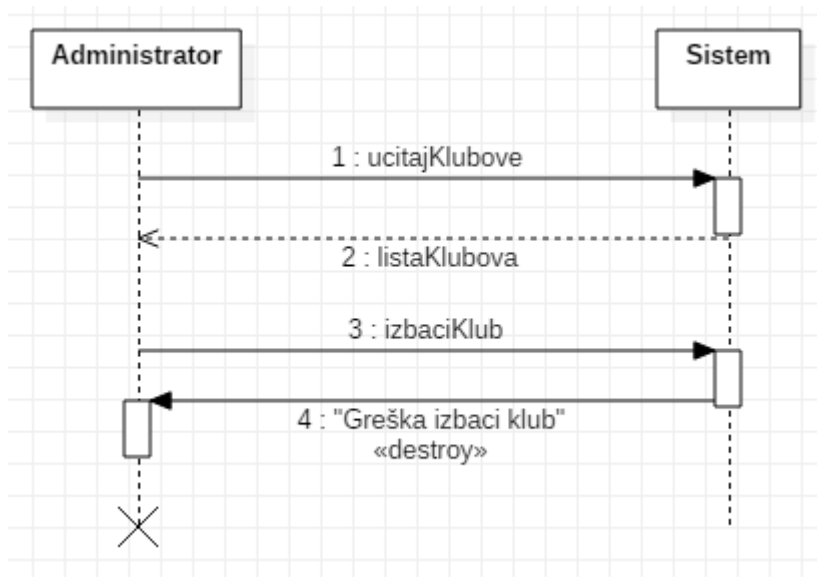 Administrator
Sistem
1 : ucitajKlubove
2 : listaKlubova
3 : izbaciKlub
4 : "Greška izbaci klub"
«destroy»